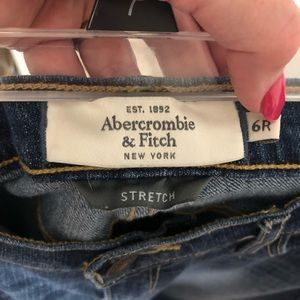 EST. 1892
Abercrombie
& Fitch
NEW YORK
6R
STRETCH